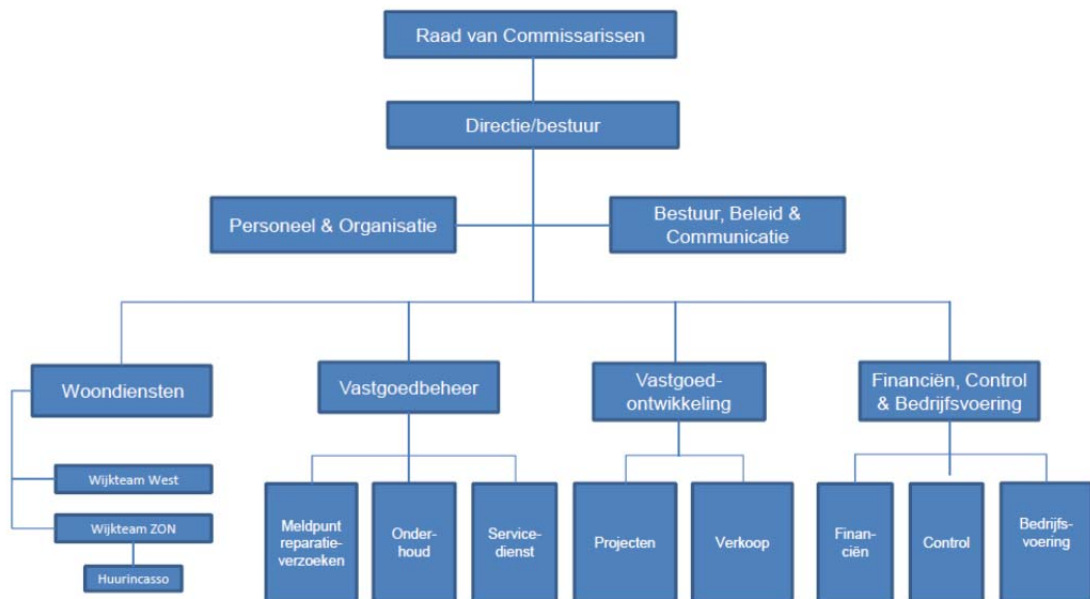 Raad van Commissarissen
Directie/bestuur
Personeel & Organisatie
Bestuur, Beleid &
Communicatie
Woondiensten
Vastgoedbeheer
Vastgoed-
ontwikkeling
Financiën, Control
& Bedrijfsvoering
Wijkteam West
Wijkteam ZON
Huurincasso
Meldpunt
reparatie-
verzoeken
Onder-
houd
Service-
dienst
Projecten
Verkoop
Finan-
ciën
Control
Bedrijfs-
voering